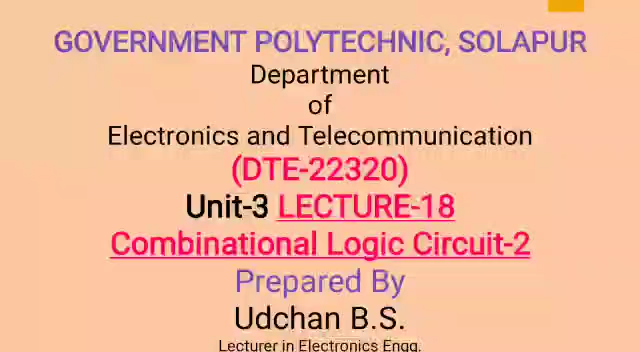 GOVERNMENT POLYTECHNIC, SOLAPUR
Department
of
Electronics and Telecommunication
(DTE-22320)
Unit-3 LECTURE-18
Combinational Logic Circuit-2
Prepared By
Udchan B.S.
Lecturer in Electronics Engg.